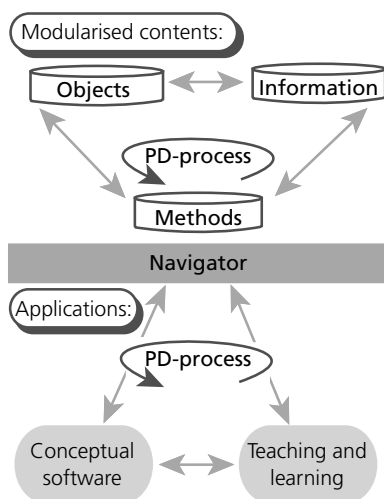 Modularised contents:
Objects
Information
PD-process
Methods
Navigator
Applications:
PD-process
Conceptual
software
Teaching and
learning